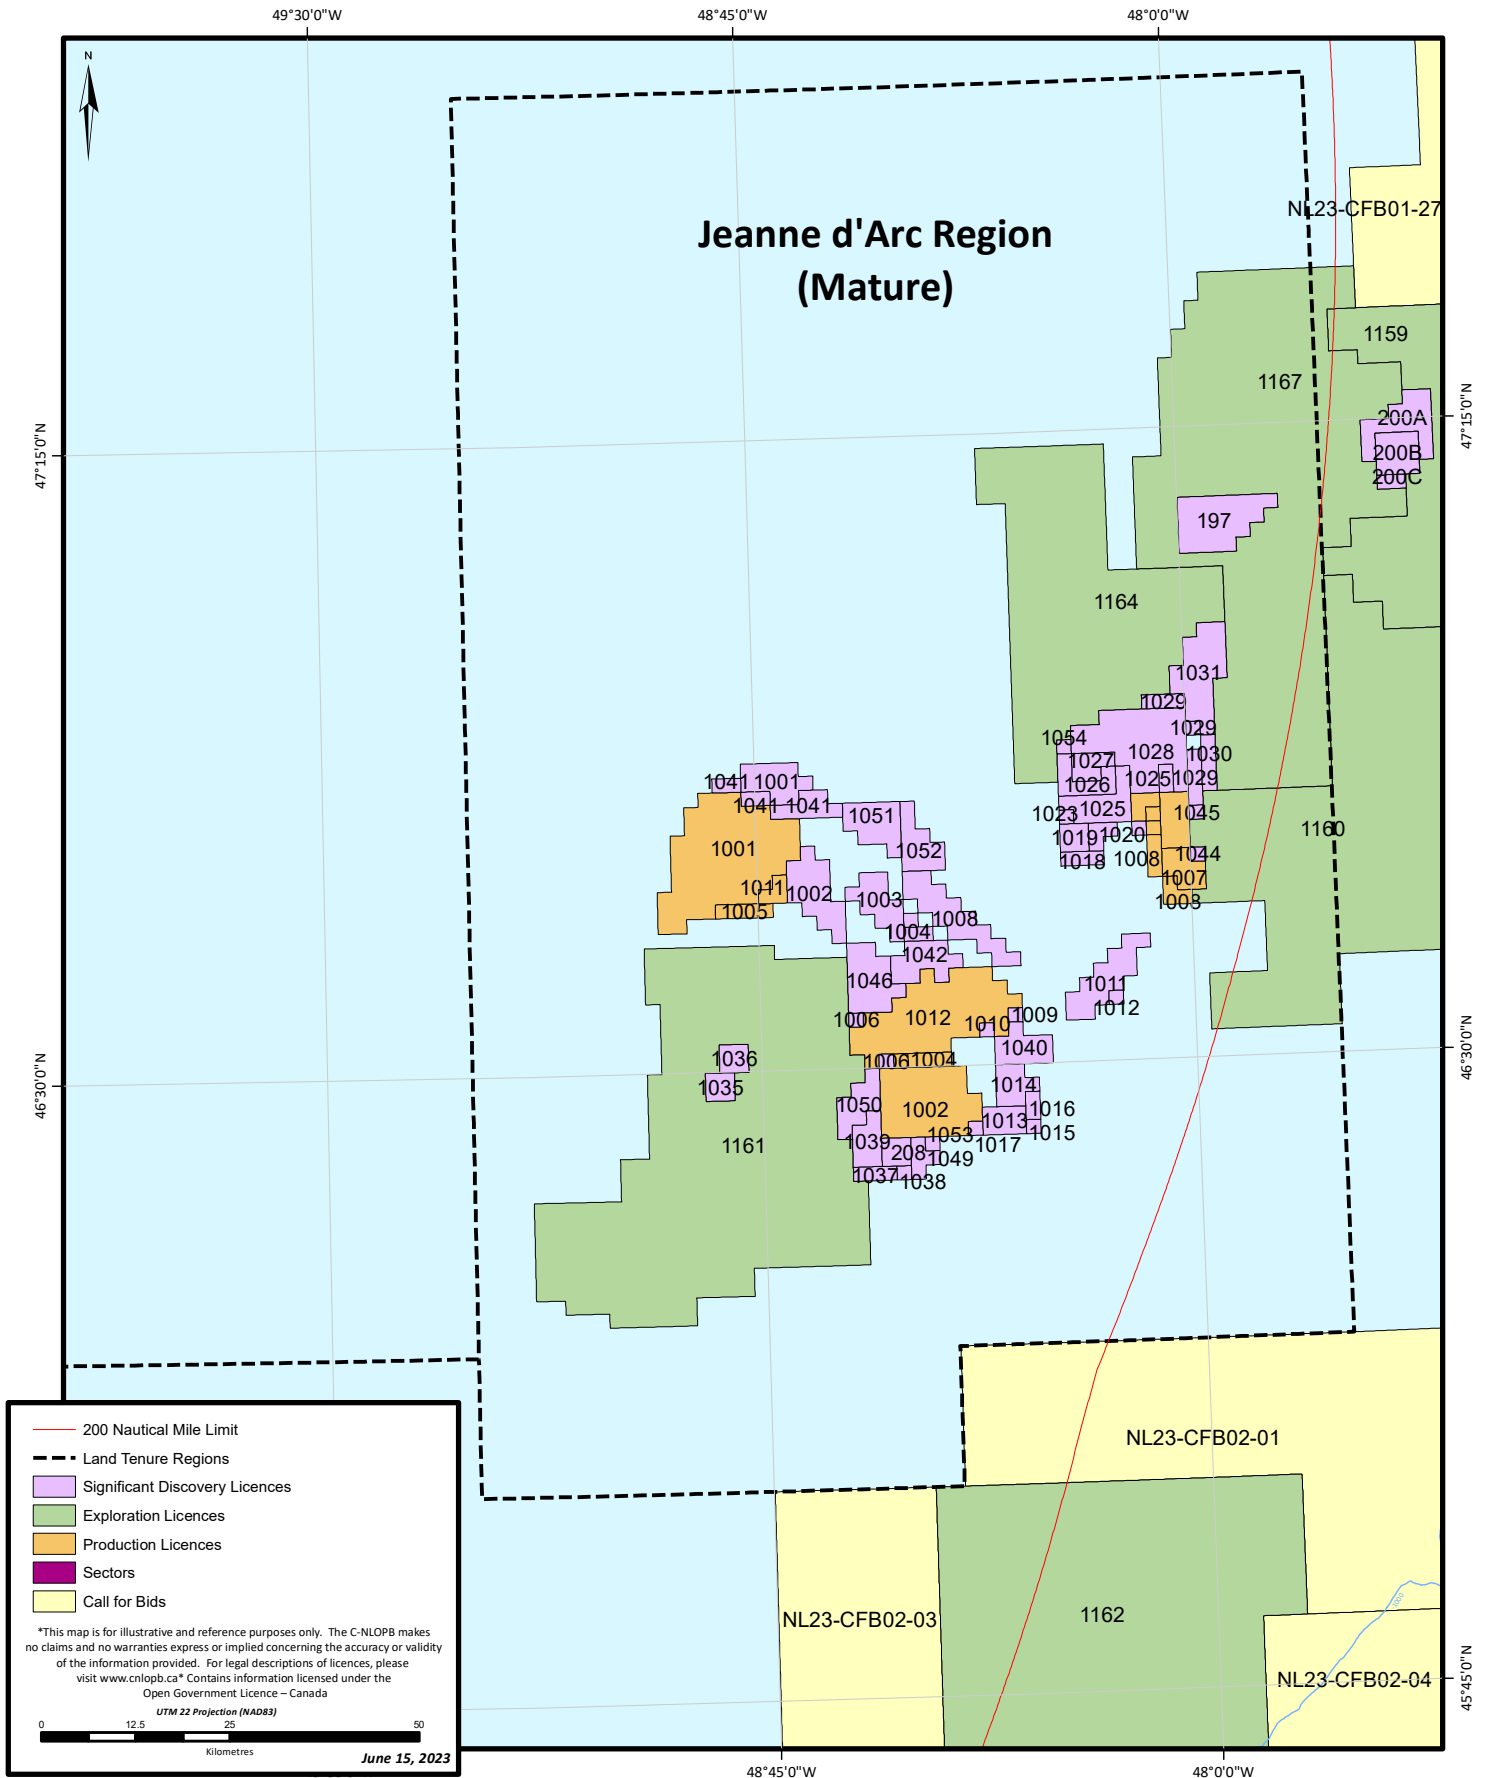 49°30'0"W
48°45'0"W
48°0'0"W
N
Jeanne d'Arc Region
(Mature)
NL23-CFB01-27
1159
1167
200A
47°15'0"N
47°15'0"N
200B
200C
197
1164
1031
1029
1029
1054
1028
1030
1027
1041
1001
1026
1025
1029
1041
1041
1023
1025
1045
1051
1160
1019
1020
1001
1052
1018
1008
1044
1011
1002
1007
1003
1008
1005
1008
1004
1042
1046
1011
1012
1006
1012
1010
1009
1040
46°30'0"N
46°30'0"N
1036
1006
1004
1035
1014
1050
1002
1016
1013
1053
1015
1161
1039
1017
208
1049
1037
1038
NL23-CFB02-01
NL23-CFB02-03
1162
NL23-CFB02-04
45°45'0"N
200 Nautical Mile Limit
Land Tenure Regions
Significant Discovery Licences
Exploration Licences
Production Licences
Sectors
Call for Bids
*This map is for illustrative and reference purposes only. The C-NLOPB makes
no claims and no warranties express or implied concerning the accuracy or validity
of the information provided. For legal descriptions of licences, please
visit www.cnlopb.ca* Contains information licensed under the
Open Government Licence – Canada
UTM 22 Projection (NAD83)
0 12.5 25 50
Kilometres
June 15, 2023
48°45'0"W
48°0'0"W